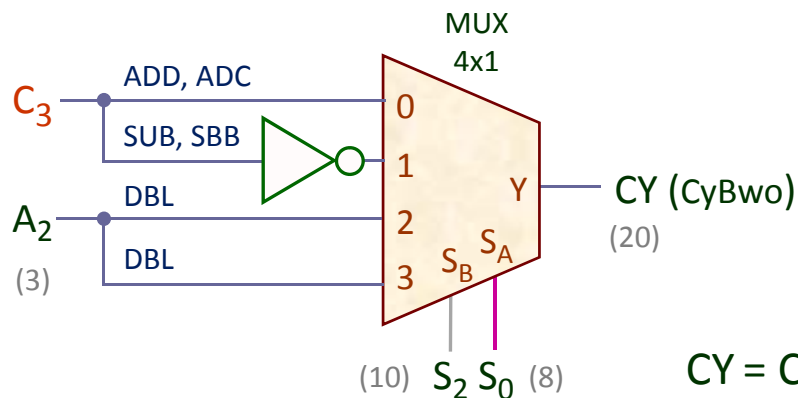 MUX
4x1
C3
ADD, ADC
0
SUB, SBB
1
A2
DBL
2
(3)
DBL
3
Y
CY (CyBwo)
(20)
SB
SA
(10) S2 S0 (8)
CY = C